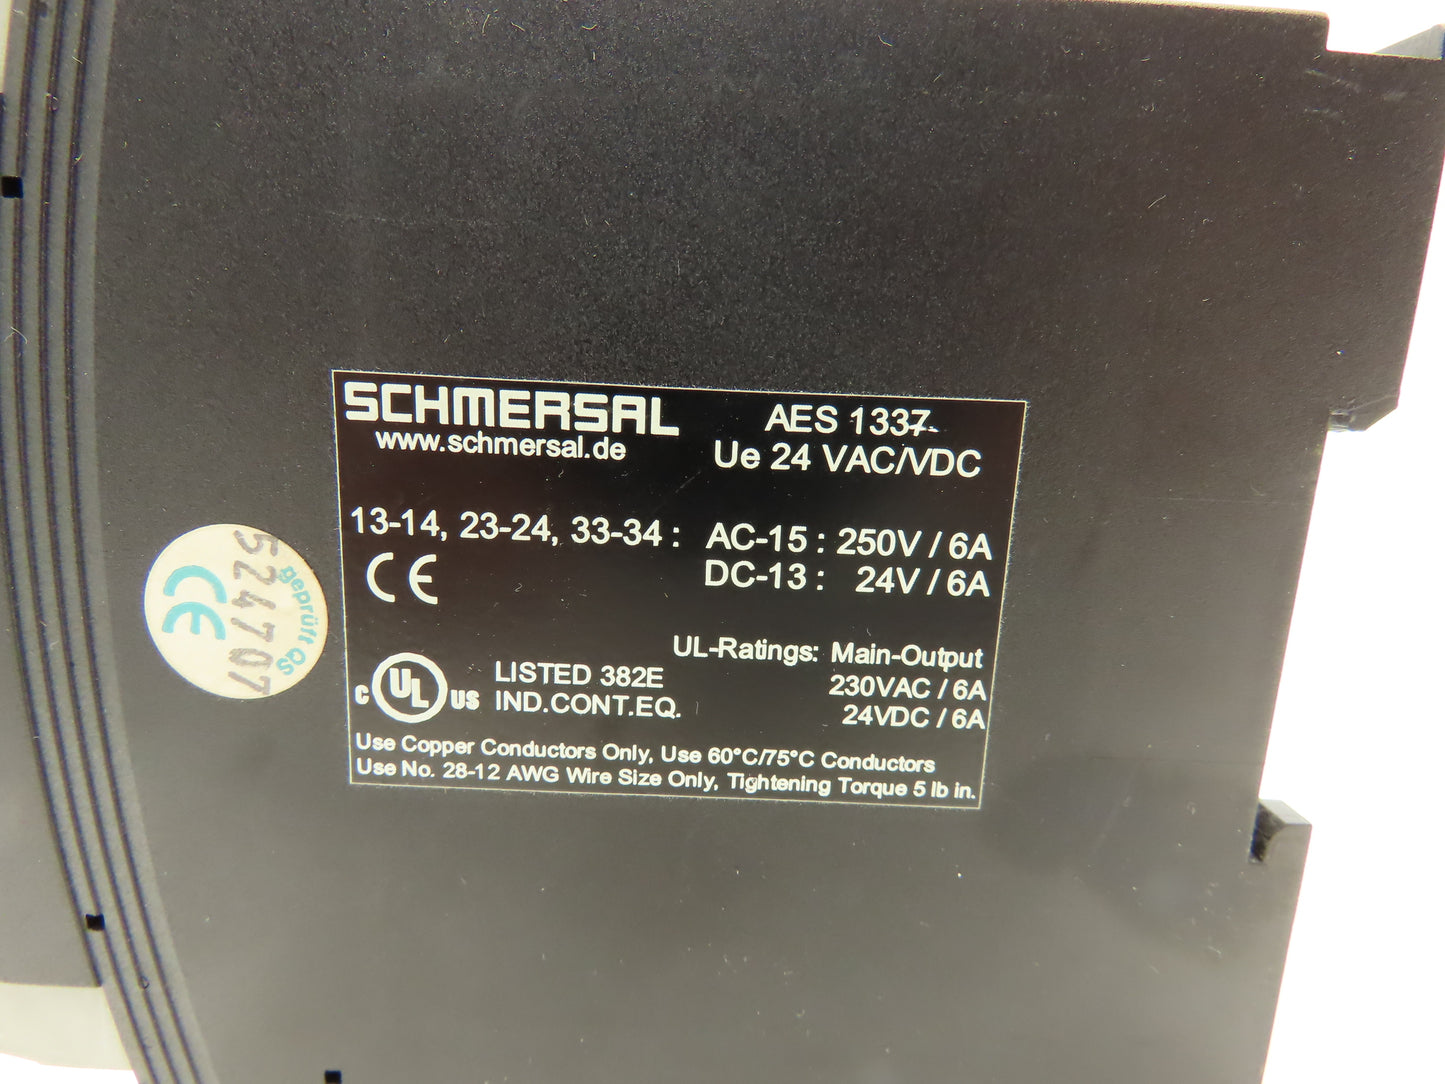 SCHMERSAL
www.schmersal.de
AES 1337
Ue 24 VAC/VDC
13-14, 23-24, 33-34 : AC-15 : 250V / 6A
DC-13 : 24V / 6A
CE
UL-Ratings: Main-Output
230VAC / 6A
24VDC / 6A
C UL US
LISTED 382E
IND.CONT.EQ.
Use Copper Conductors Only, Use 60°C/75°C Conductors
Use No. 28-12 AWG Wire Size Only, Tightening Torque 5 lb in.
CE
geprüft QS
524707